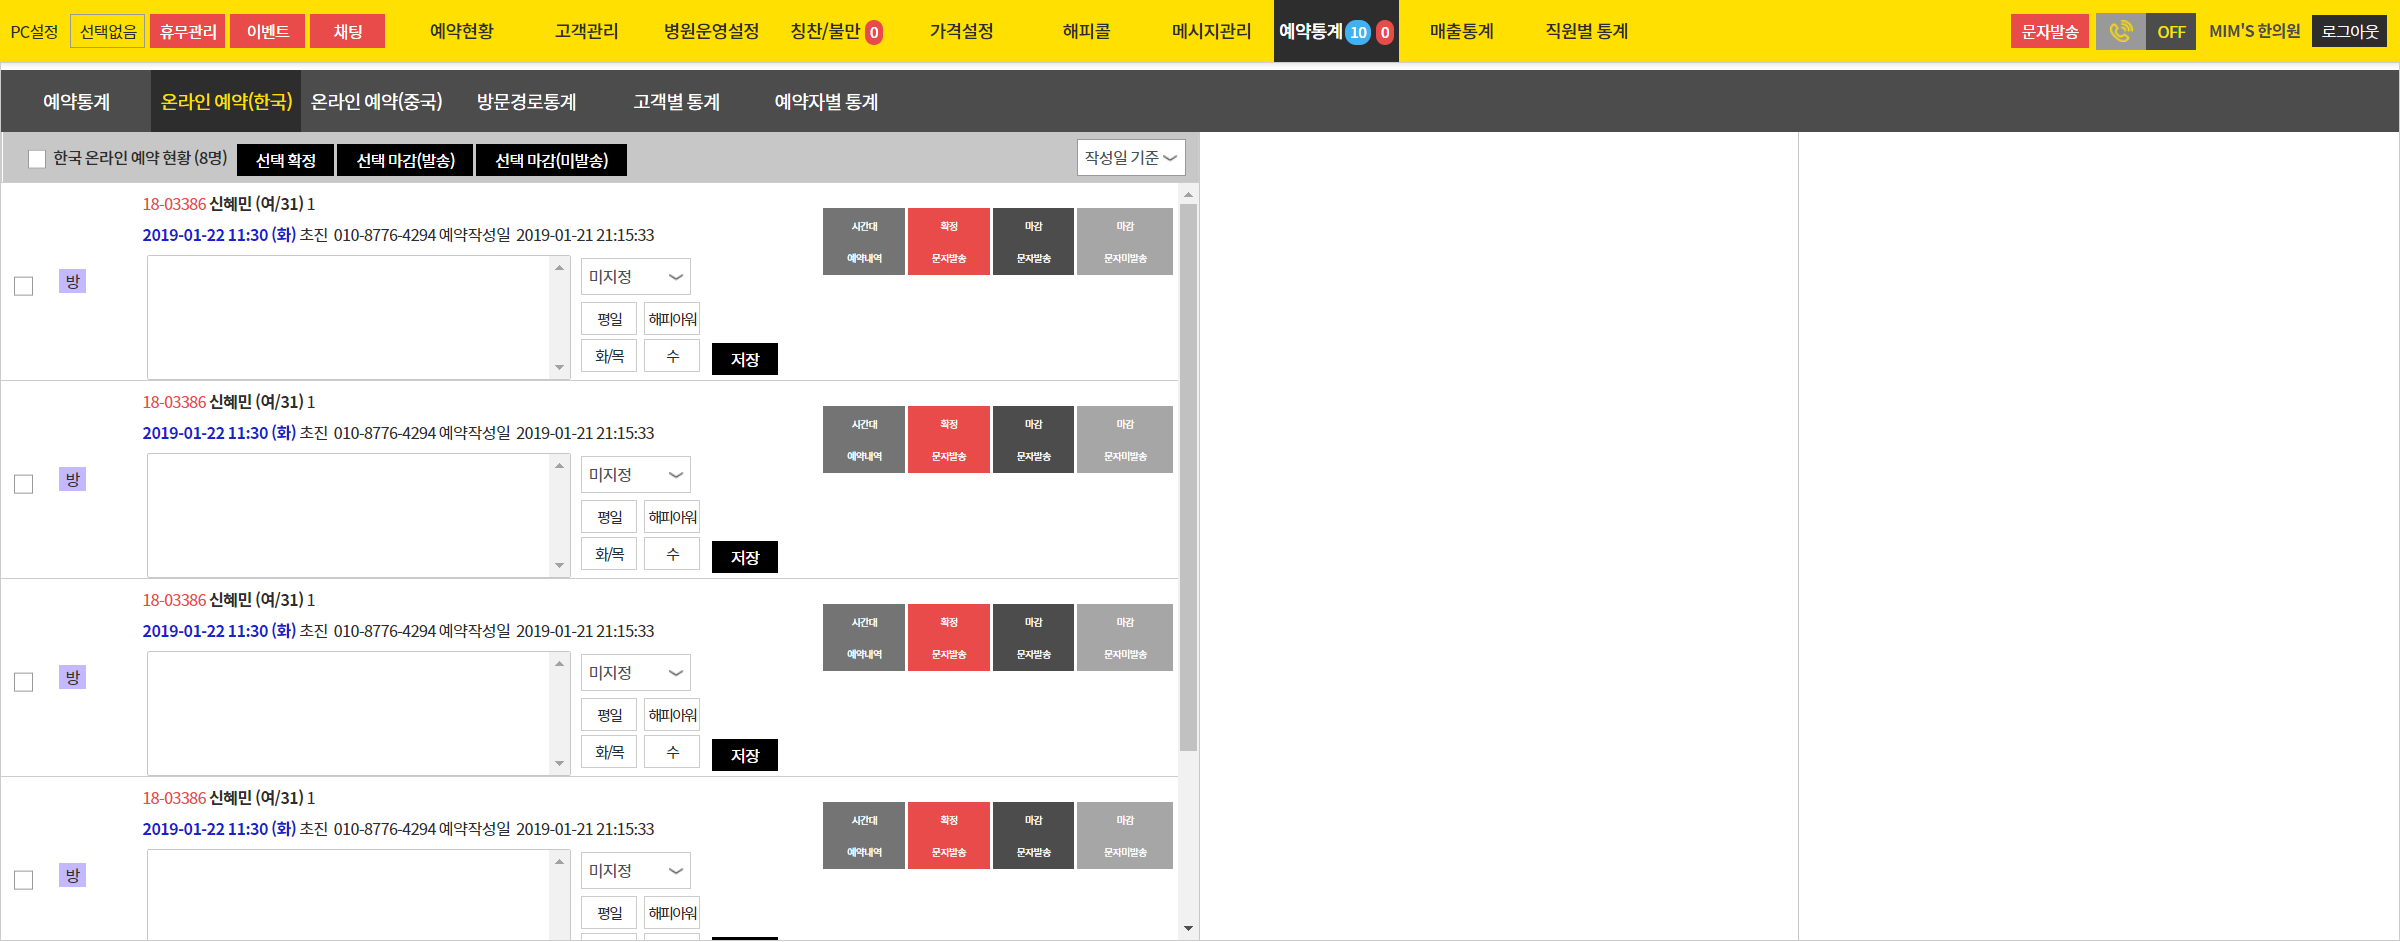 PC설정 선택없음 휴무관리 이벤트 채팅 예약현황 고객관리 병원운영설정 칭찬/불만 0 가격설정 해피콜 메시지관리 예약통계 10 0 매출통계 직원별 통계 문자발송 OFF MIM'S 한의원 로그아웃
예약통계 온라인 예약(한국) 온라인 예약(중국) 방문경로통계 고객별 통계 예약자별 통계
한국 온라인 예약 현황 (8명) 선택 확정 선택 마감(발송) 선택 마감(미발송) 작성일 기준
18-03386 신혜민 (여/31) 1
2019-01-22 11:30 (화) 초진 010-8776-4294 예약작성일 2019-01-21 21:15:33
시간대 확정 마감 마감
예약내역 문자발송 문자발송 문자미발송
방 미지정
평일 해피아워
화/목 수 저장
18-03386 신혜민 (여/31) 1
2019-01-22 11:30 (화) 초진 010-8776-4294 예약작성일 2019-01-21 21:15:33
시간대 확정 마감 마감
예약내역 문자발송 문자발송 문자미발송
방 미지정
평일 해피아워
화/목 수 저장
18-03386 신혜민 (여/31) 1
2019-01-22 11:30 (화) 초진 010-8776-4294 예약작성일 2019-01-21 21:15:33
시간대 확정 마감 마감
예약내역 문자발송 문자발송 문자미발송
방 미지정
평일 해피아워
화/목 수 저장
18-03386 신혜민 (여/31) 1
2019-01-22 11:30 (화) 초진 010-8776-4294 예약작성일 2019-01-21 21:15:33
시간대 확정 마감 마감
예약내역 문자발송 문자발송 문자미발송
방 미지정
평일 해피아워